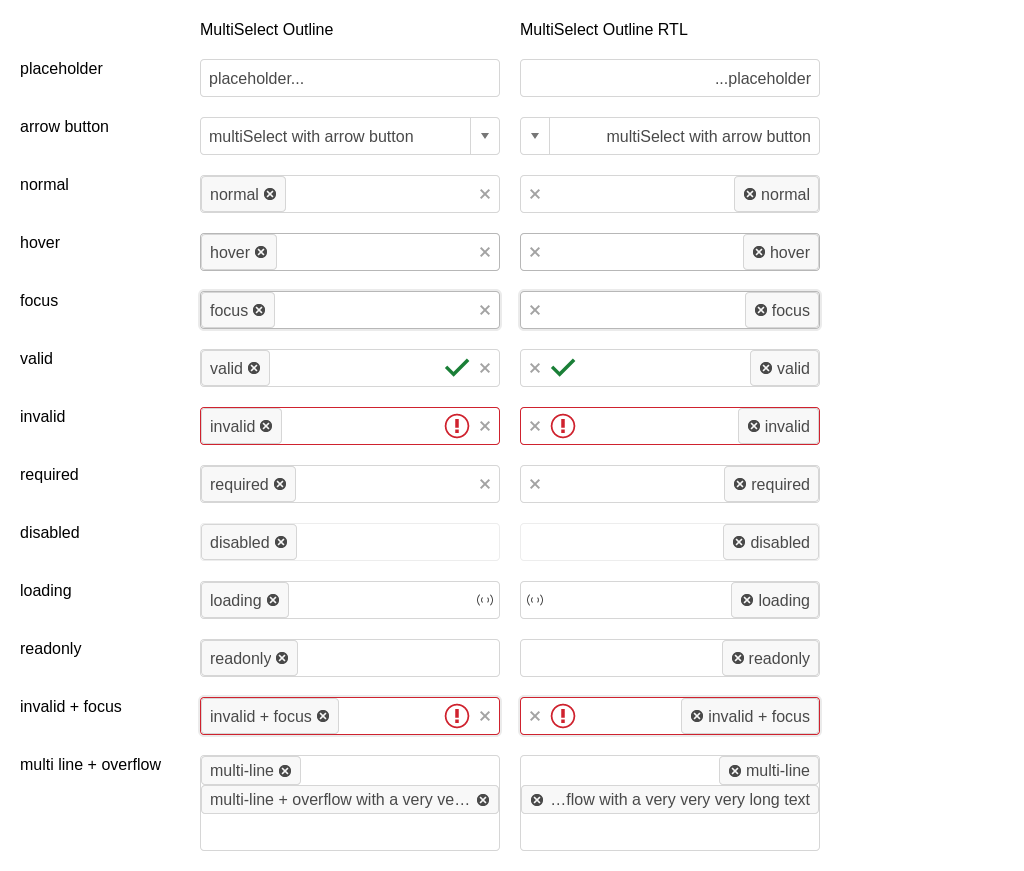 MultiSelect Outline MultiSelect Outline RTL
placeholder placeholder... ...placeholder
arrow button multiSelect with arrow button multiSelect with arrow button
normal normal normal
hover hover hover
focus focus focus
valid valid valid
invalid invalid invalid
required required required
disabled disabled disabled
loading loading loading
readonly readonly readonly
invalid + focus invalid + focus invalid + focus
multi line + overflow multi-line multi-line
multi-line + overflow with a very ve… …flow with a very very very long text